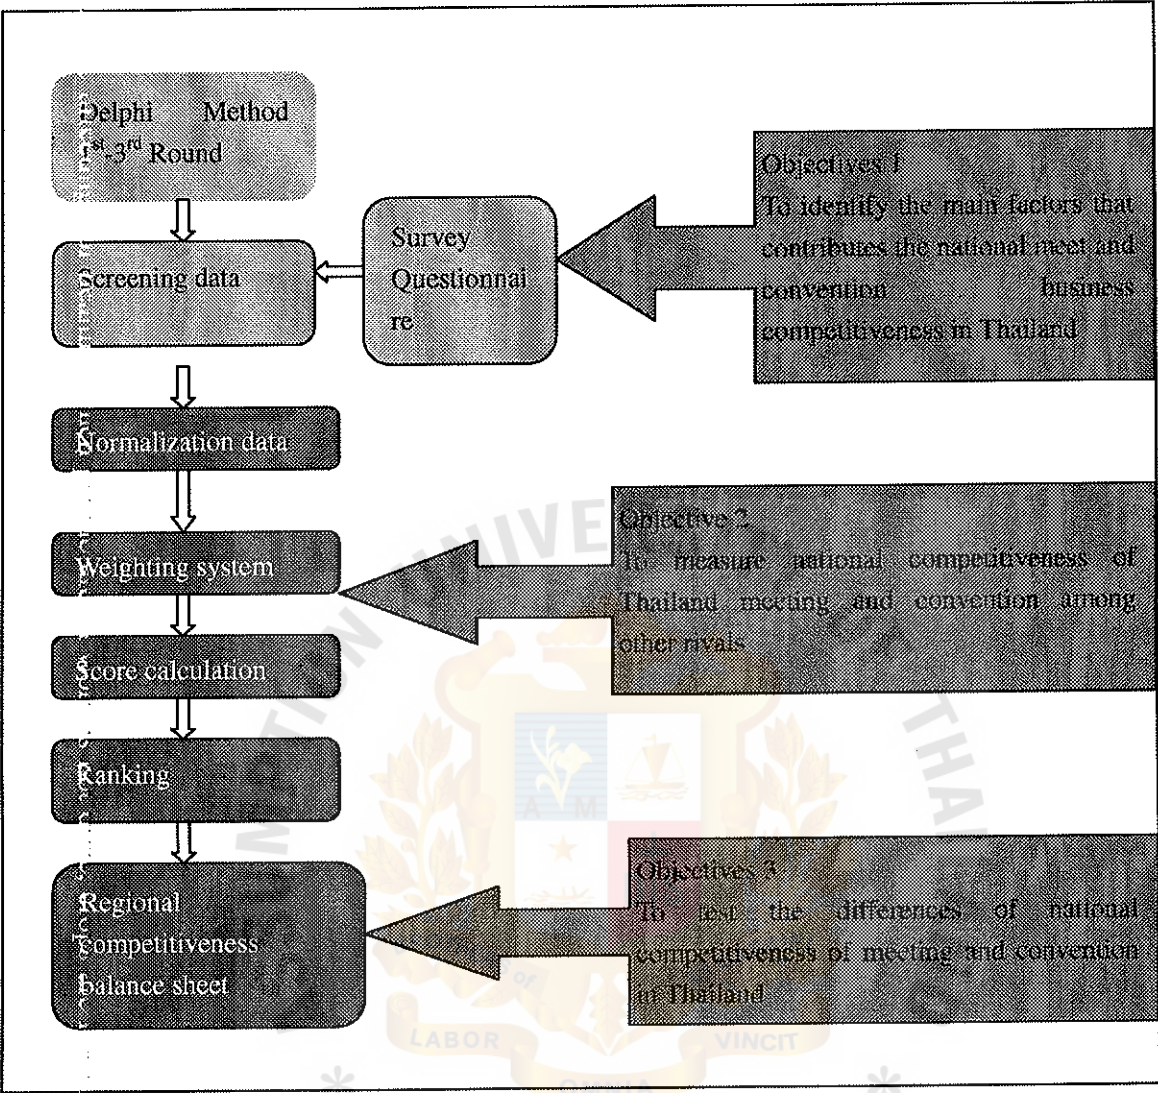 Delphi Method
1st-3rd Round
Screening data
Survey
Questionnai
re
Objectives 1
To identify the main factors that
contributes the national meet and
convention business
competitiveness in Thailand
Normalization data
Weighting system
Objective 2
To measure national competitiveness of
Thailand meeting and convention among
other rivals
Score calculation
Ranking
Regional
competitiveness
balance sheet
Objectives 3
To test the differences of national
competitiveness of meeting and convention
in Thailand
LABOR
VINCIT